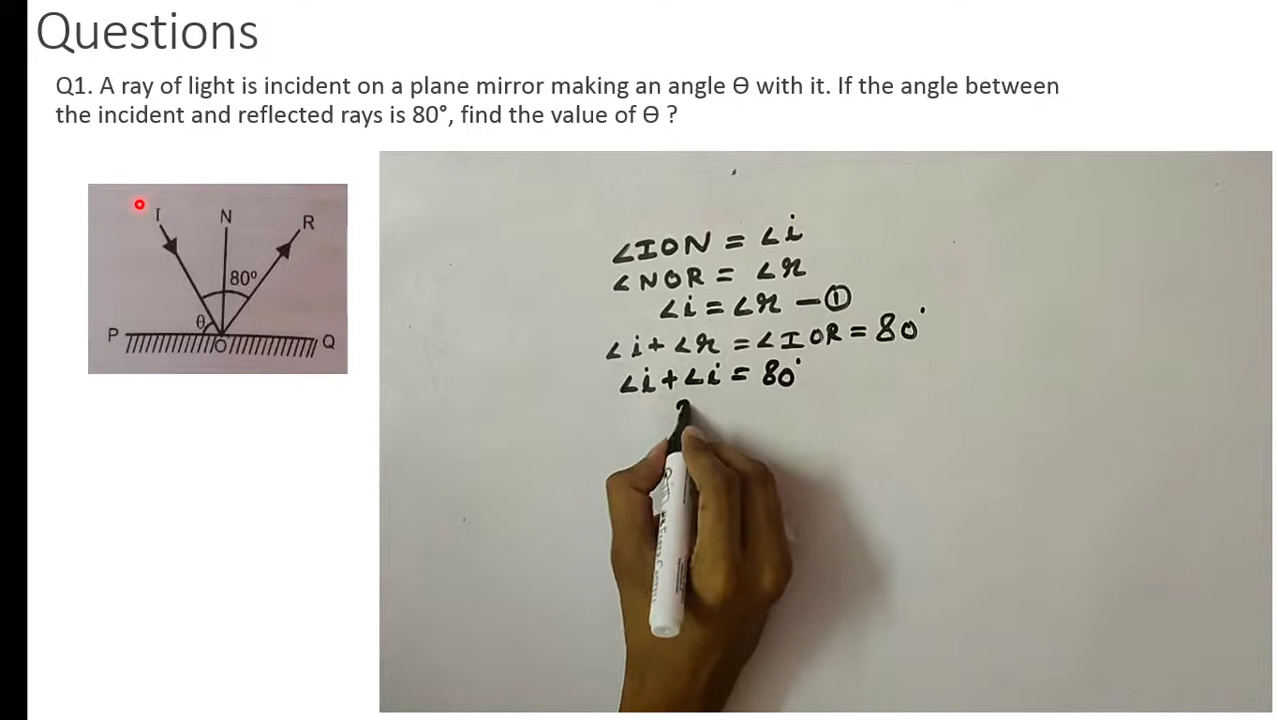 Questions
Q1. A ray of light is incident on a plane mirror making an angle Ɵ with it. If the angle between
the incident and reflected rays is 80°, find the value of Ɵ ?
I N R
80°
θ
P O Q
∠ION = ∠i
∠NOR = ∠r
∠i = ∠r – ①
∠i + ∠r = ∠IOR = 80°
∠i + ∠i = 80°